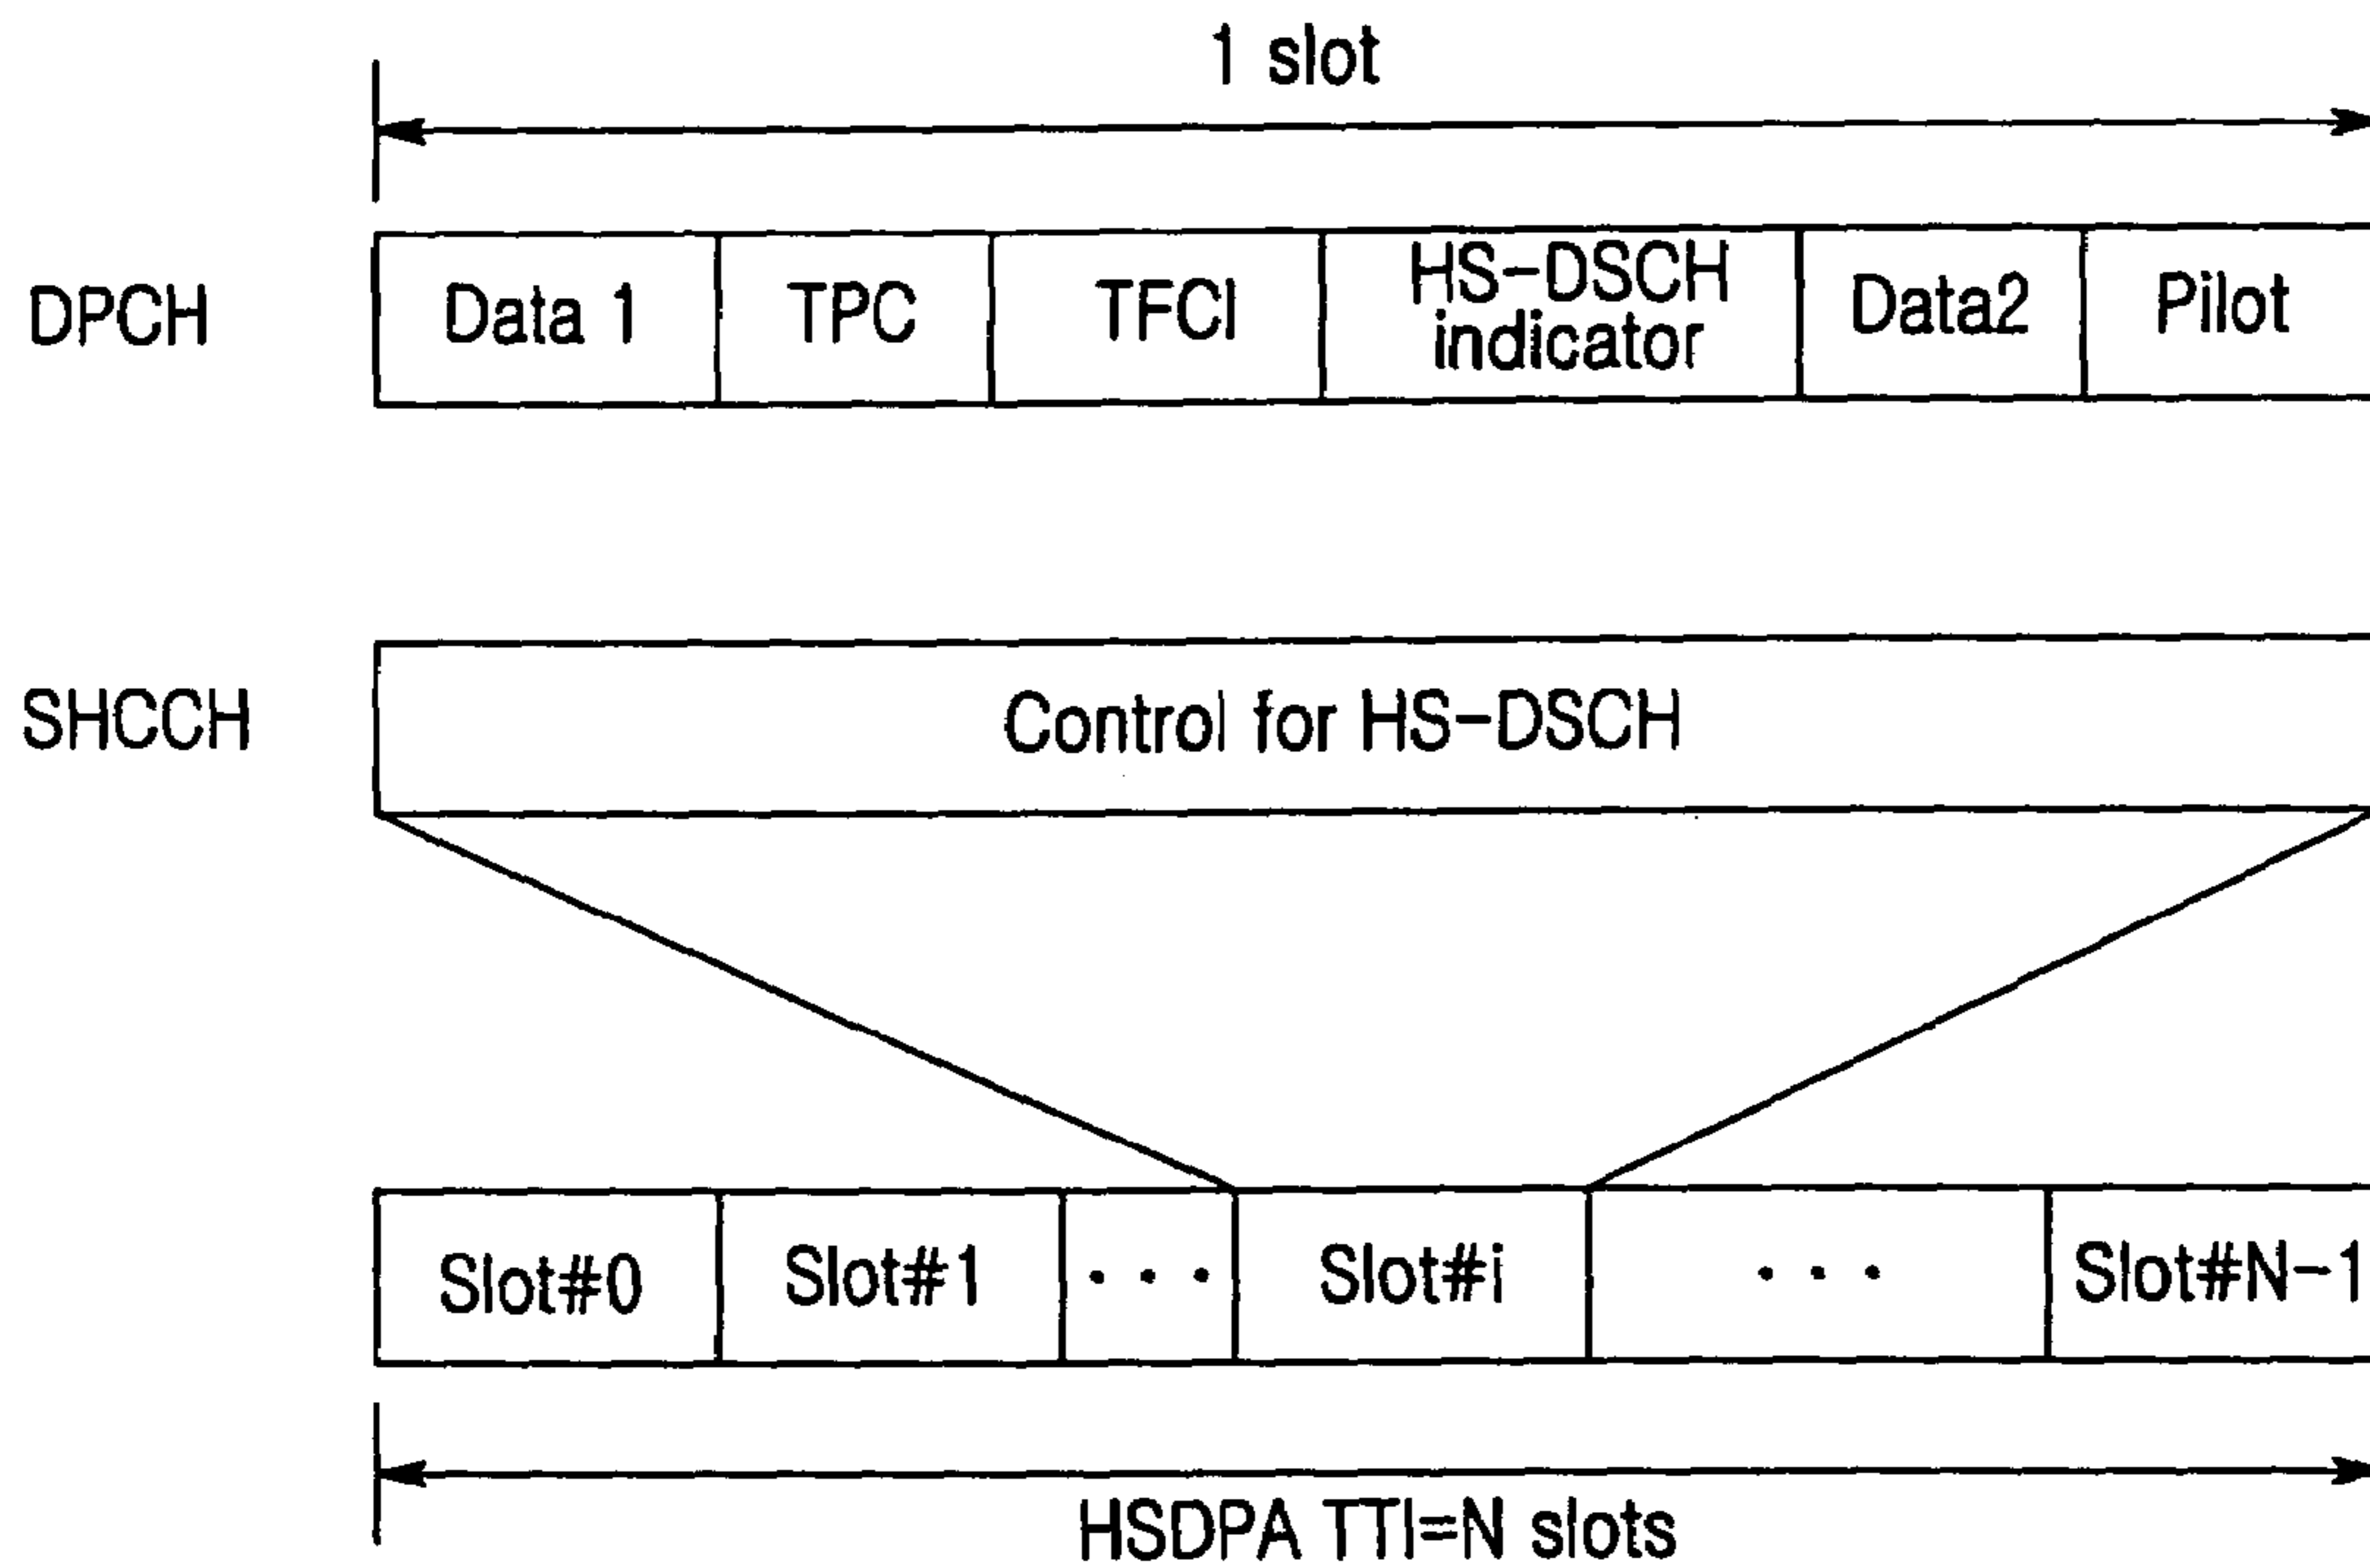 1 slot
DPCH
Data 1
TPC
TFCI
HS-DSCH
indicator
Data2
Pilot
SHCCH
Control for HS-DSCH
Slot#0
Slot#1
• • •
Slot#i
• • •
Slot#N-1
HSDPA TTI=N slots